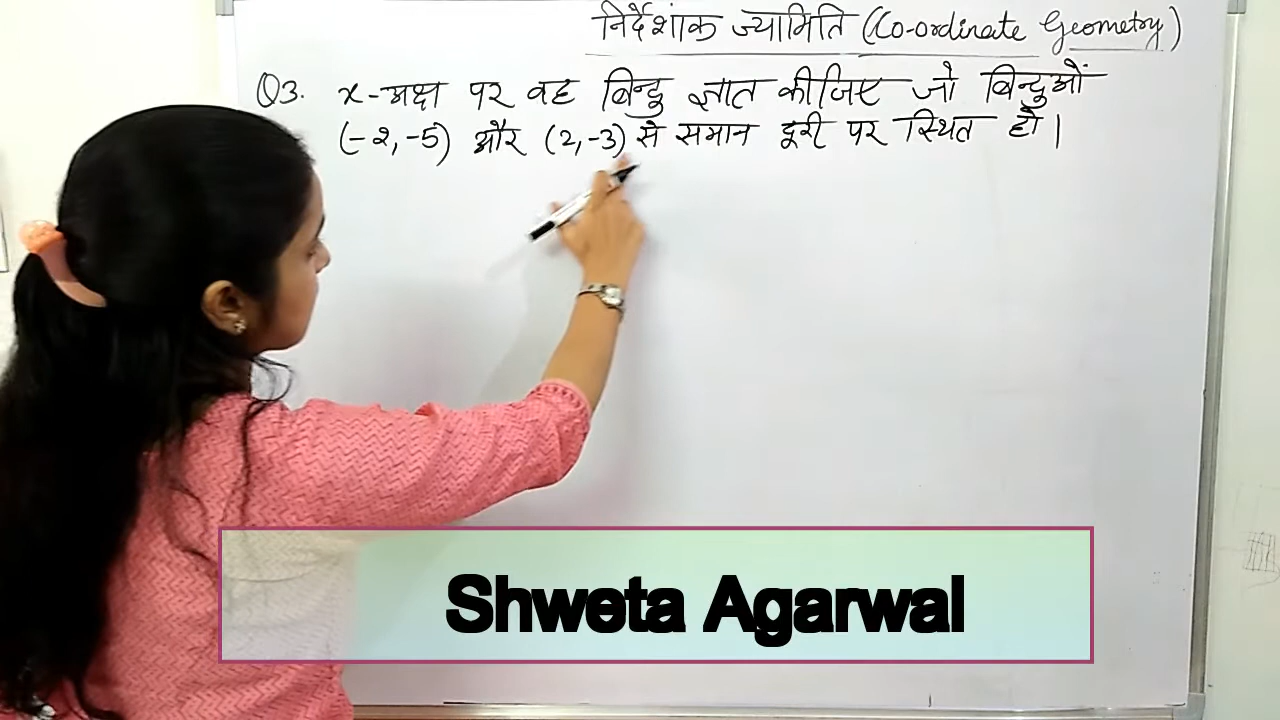 निर्देशांक ज्यामिति (Co-ordinate Geometry)
Q3. x-अक्ष पर वह बिन्दु ज्ञात कीजिए जो बिन्दुओं
(-2,-5) और (2,-3) से समान दूरी पर स्थित हो।
Shweta Agarwal